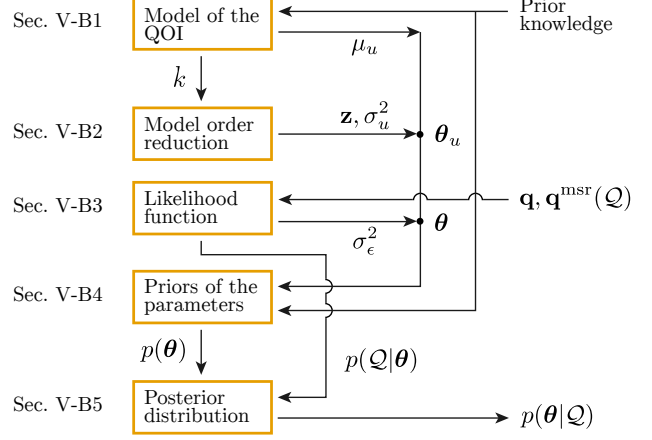 Sec. V-B1
Model of the
QOI
Prior
knowledge
μ_u
k
Sec. V-B2
Model order
reduction
z, σ_u^2
θ_u
Sec. V-B3
Likelihood
function
q, q^msr(𝒬)
θ
σ_ϵ^2
Sec. V-B4
Priors of the
parameters
p(θ)
p(𝒬|θ)
Sec. V-B5
Posterior
distribution
p(θ|𝒬)